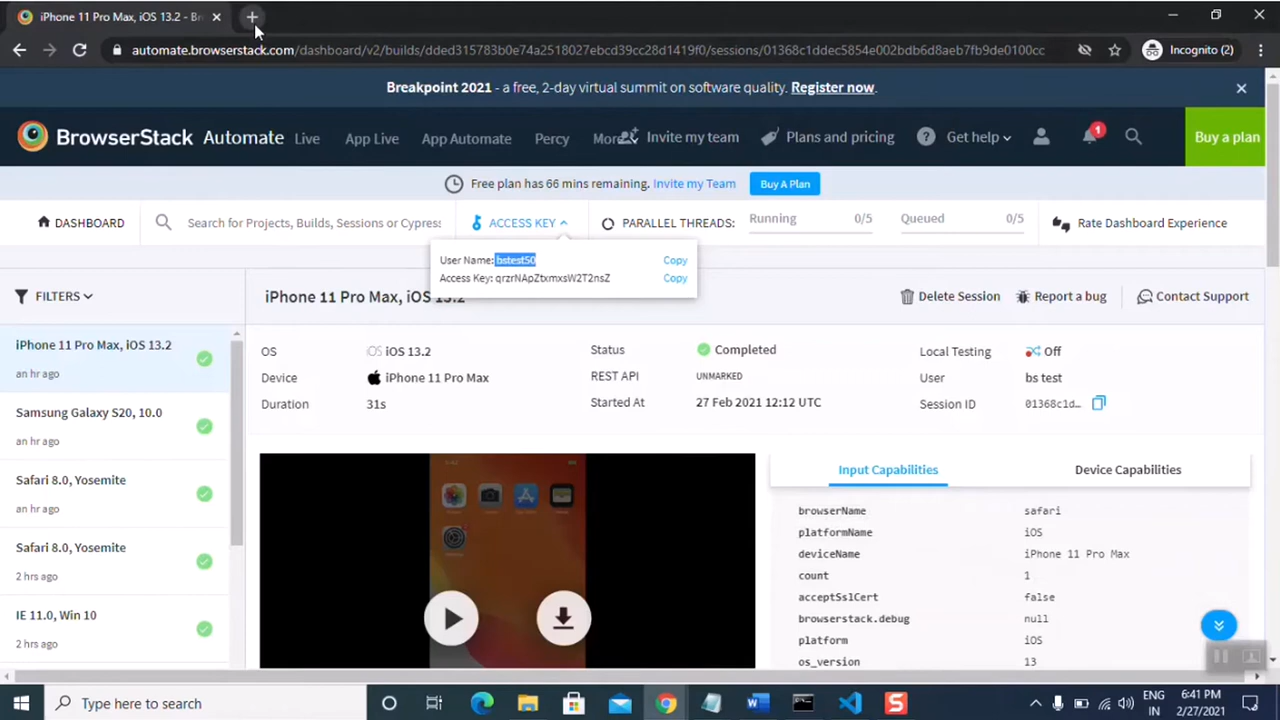 iPhone 11 Pro Max, iOS 13.2 - Br
automate.browserstack.com/dashboard/v2/builds/dded315783b0e74a2518027ebcd39cc28d1419f0/sessions/01368c1ddec5854e002bdb6d8aeb7fb9de0100cc
Incognito (2)
Breakpoint 2021 - a free, 2-day virtual summit on software quality. Register now.
BrowserStack Automate Live App Live App Automate Percy More Invite my team Plans and pricing Get help 1 Buy a plan
Free plan has 66 mins remaining. Invite my Team Buy A Plan
DASHBOARD Search for Projects, Builds, Sessions or Cypress ACCESS KEY PARALLEL THREADS: Running 0/5 Queued 0/5 Rate Dashboard Experience
User Name: bstest50 Copy
Access Key: qrzrNApZtxmxsW2T2nsZ Copy
FILTERS
iPhone 11 Pro Max, iOS 13.2
Delete Session Report a bug Contact Support
iPhone 11 Pro Max, iOS 13.2
an hr ago
Samsung Galaxy S20, 10.0
an hr ago
Safari 8.0, Yosemite
an hr ago
Safari 8.0, Yosemite
2 hrs ago
IE 11.0, Win 10
2 hrs ago
OS iOS iOS 13.2
Device iPhone 11 Pro Max
Duration 31s
Status Completed
REST API UNMARKED
Started At 27 Feb 2021 12:12 UTC
Local Testing Off
User bs test
Session ID 01368c1d…
Input Capabilities Device Capabilities
browserName safari
platformName iOS
deviceName iPhone 11 Pro Max
count 1
acceptSslCert false
browserstack.debug null
platform iOS
os_version 13
Type here to search
ENG
IN
6:41 PM
2/27/2021